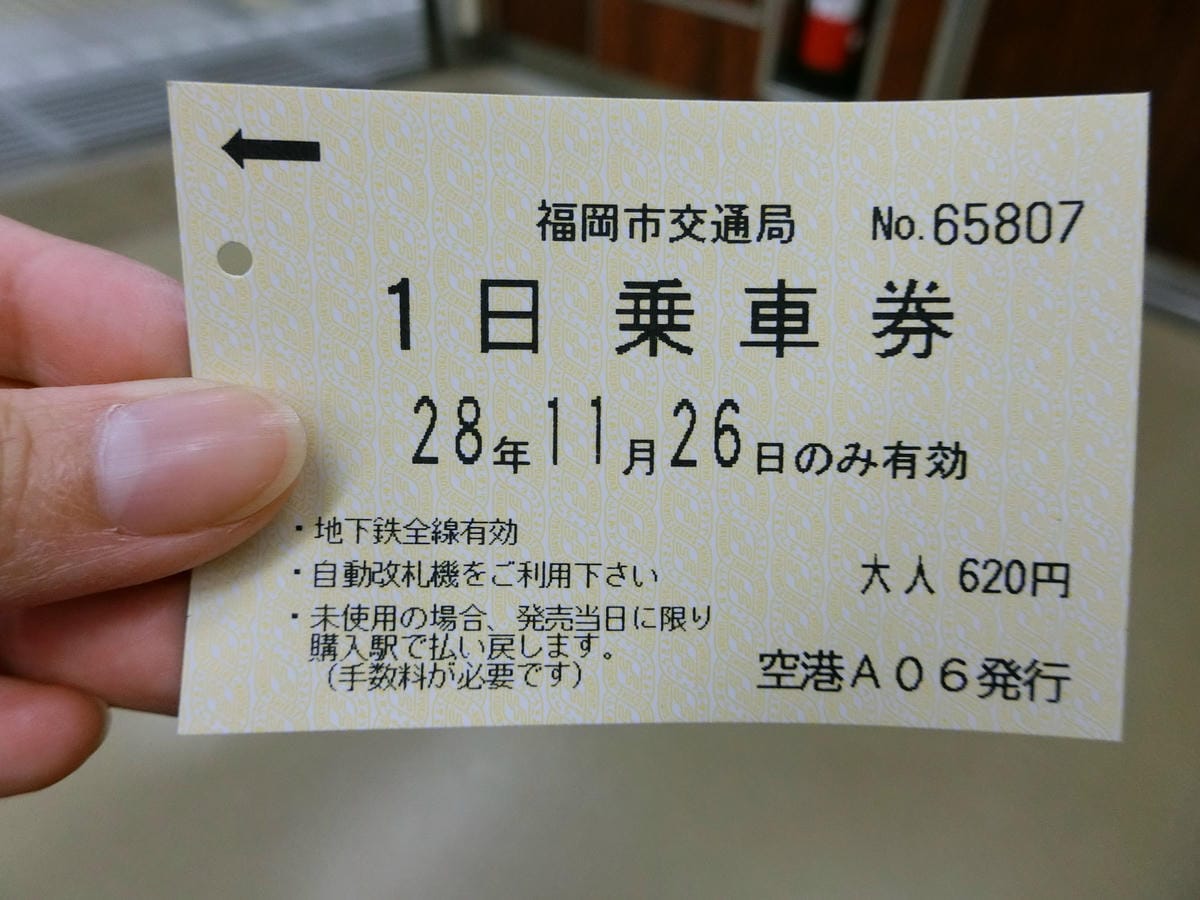 福岡市交通局 No.65807
1日乗車券
28年11月26日のみ有効
・地下鉄全線有効
・自動改札機をご利用下さい
大人 620円
・未使用の場合、発売当日に限り
購入駅で払い戻します。
(手数料が必要です)
空港A06発行